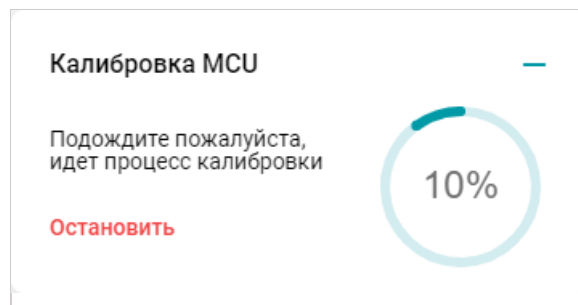 Калибровка MCU
Подождите пожалуйста,
идет процесс калибровки
10%
Остановить